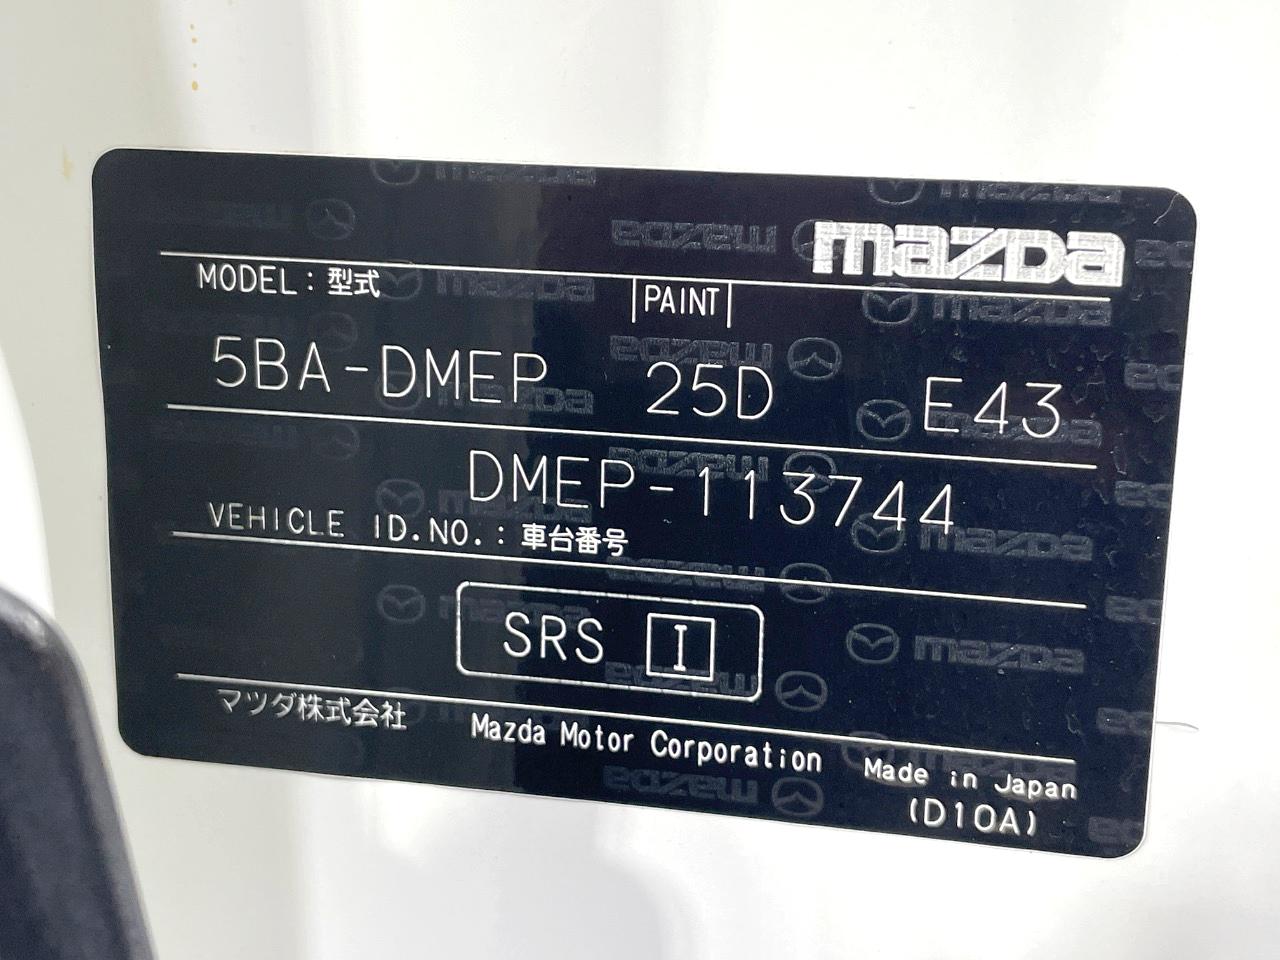 mazda
MODEL : 型式
PAINT
5BA-DMEP 25D E43
DMEP-113744
VEHICLE ID.NO. : 車台番号
SRS I
マツダ株式会社 Mazda Motor Corporation Made in Japan
(D10A)